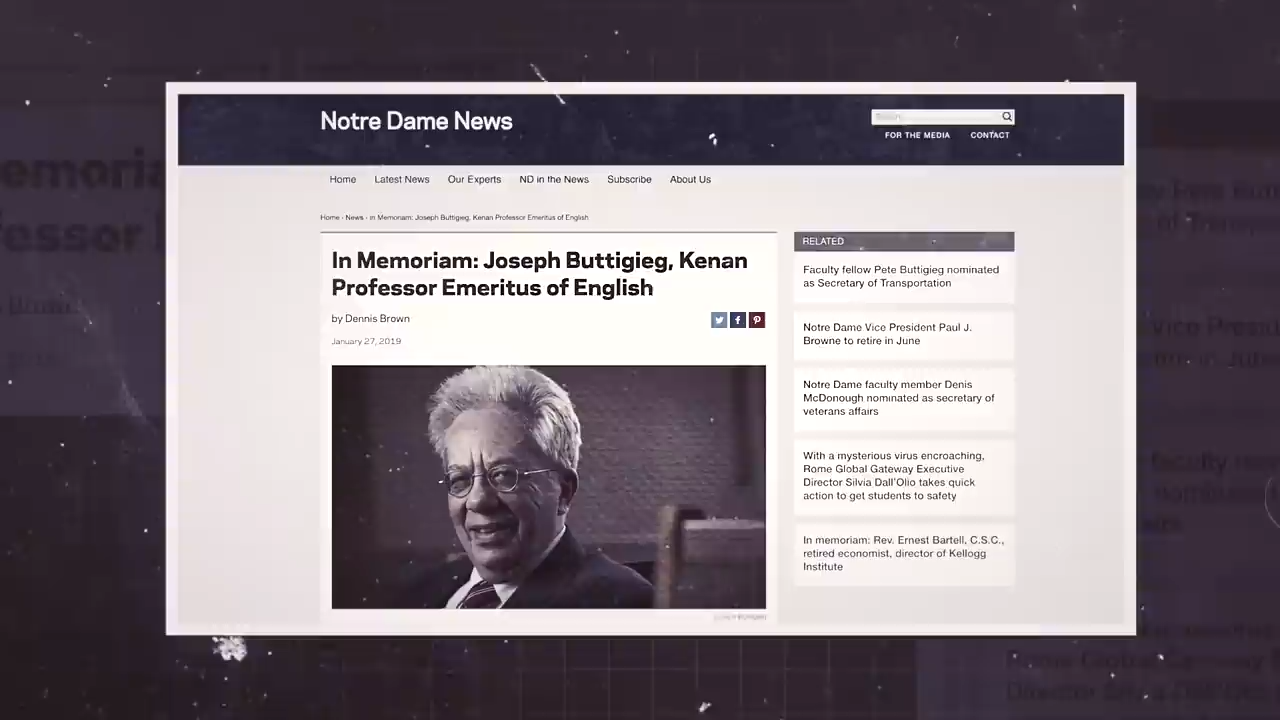 Notre Dame News
FOR THE MEDIA CONTACT
Home Latest News Our Experts ND in the News Subscribe About Us
Home › News › In Memoriam: Joseph Buttigieg, Kenan Professor Emeritus of English
In Memoriam: Joseph Buttigieg, Kenan
Professor Emeritus of English
by Dennis Brown
January 27, 2019
RELATED
Faculty fellow Pete Buttigieg nominated
as Secretary of Transportation
Notre Dame Vice President Paul J.
Browne to retire in June
Notre Dame faculty member Denis
McDonough nominated as secretary of
veterans affairs
With a mysterious virus encroaching,
Rome Global Gateway Executive
Director Silvia Dall'Olio takes quick
action to get students to safety
In memoriam: Rev. Ernest Bartell, C.S.C.,
retired economist, director of Kellogg
Institute